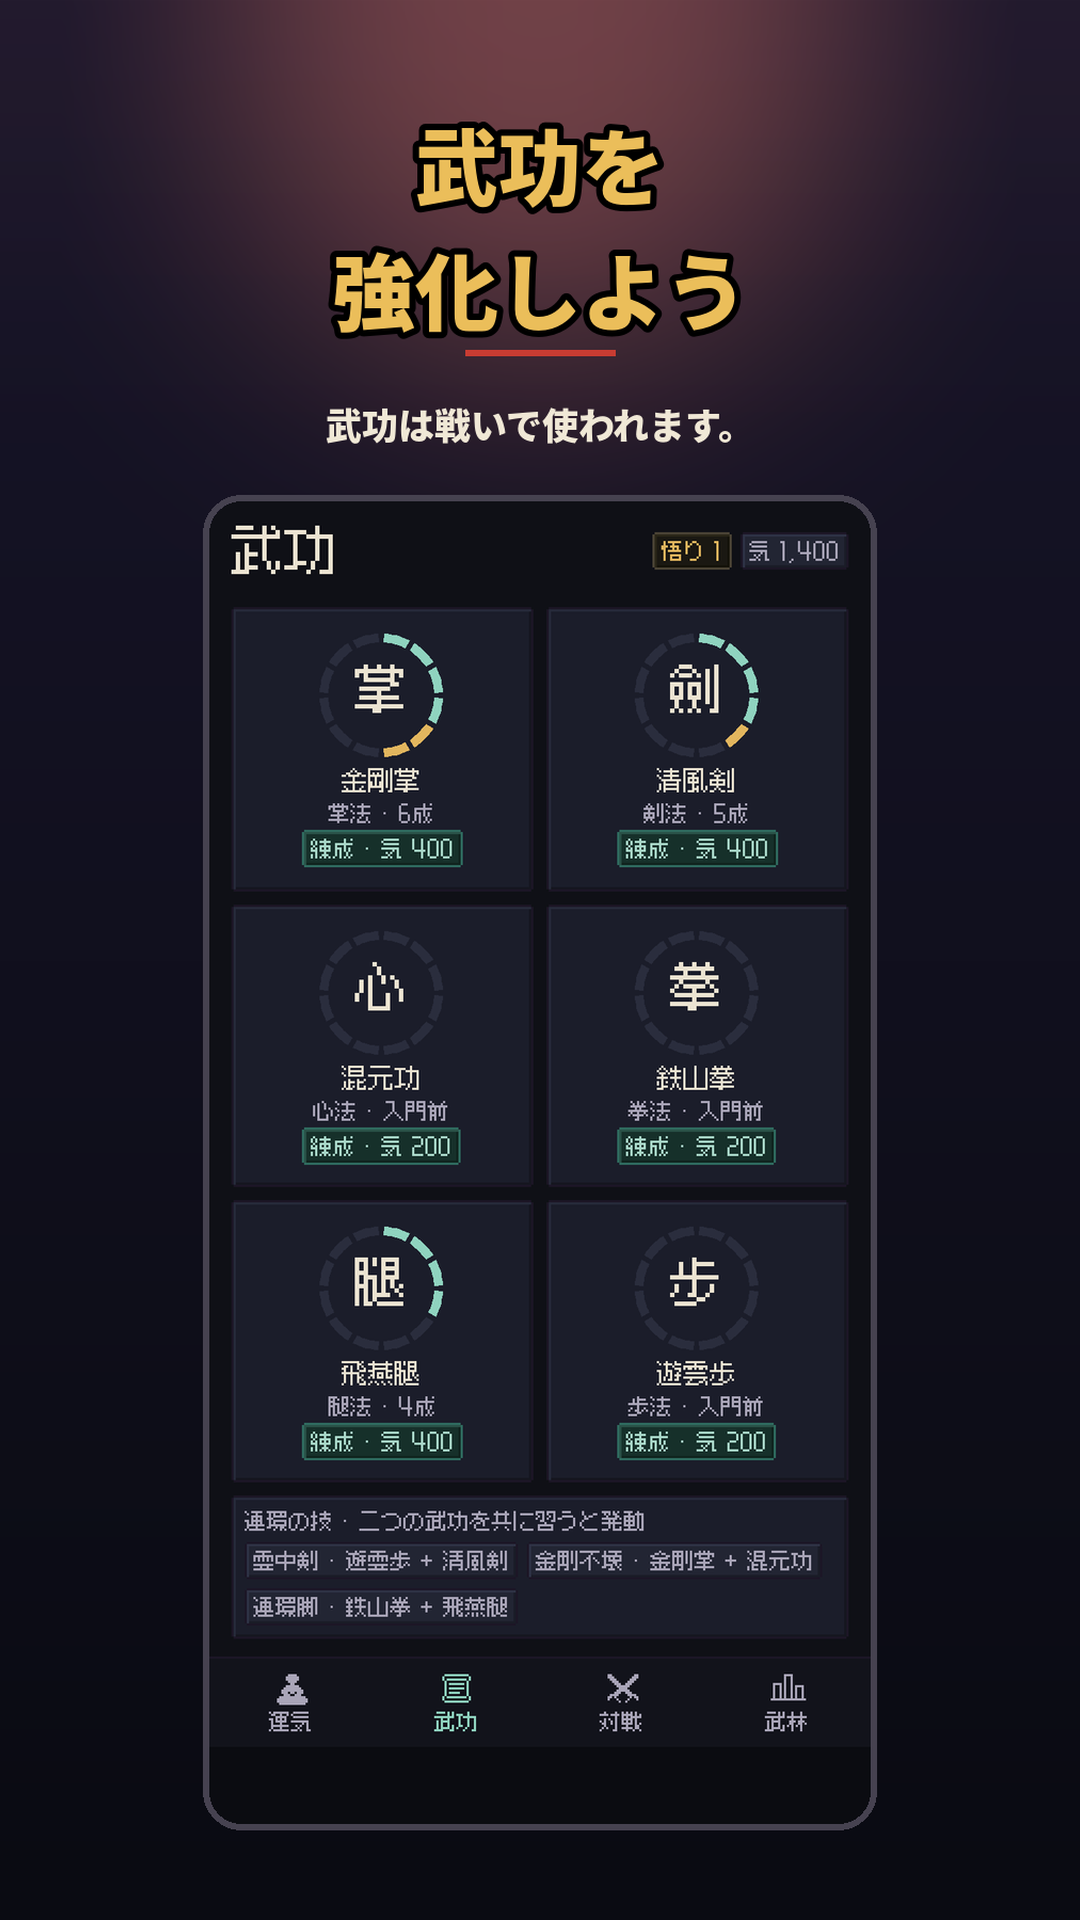 武功を
強化しよう
武功は戦いで使われます。
武功
悟り 1
気 1,400
掌
金剛掌
掌法 · 6成
練成 · 気 400
劍
清風剣
剣法 · 5成
練成 · 気 400
心
混元功
心法 · 入門前
練成 · 気 200
拳
鉄山拳
拳法 · 入門前
練成 · 気 200
腿
飛燕腿
腿法 · 4成
練成 · 気 400
歩
遊雲歩
歩法 · 入門前
練成 · 気 200
連環の技 · 二つの武功を共に習うと発動
雲中剣 · 遊雲歩 + 清風剣
金剛不壊 · 金剛掌 + 混元功
連環脚 · 鉄山拳 + 飛燕腿
運気
武功
対戦
武林